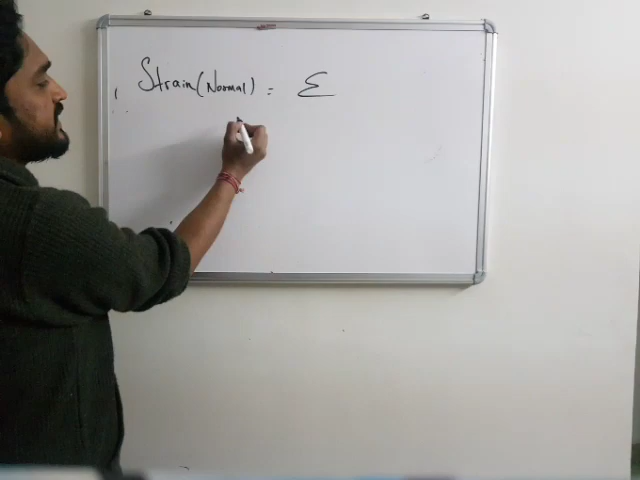 Strain (Normal) = Σ